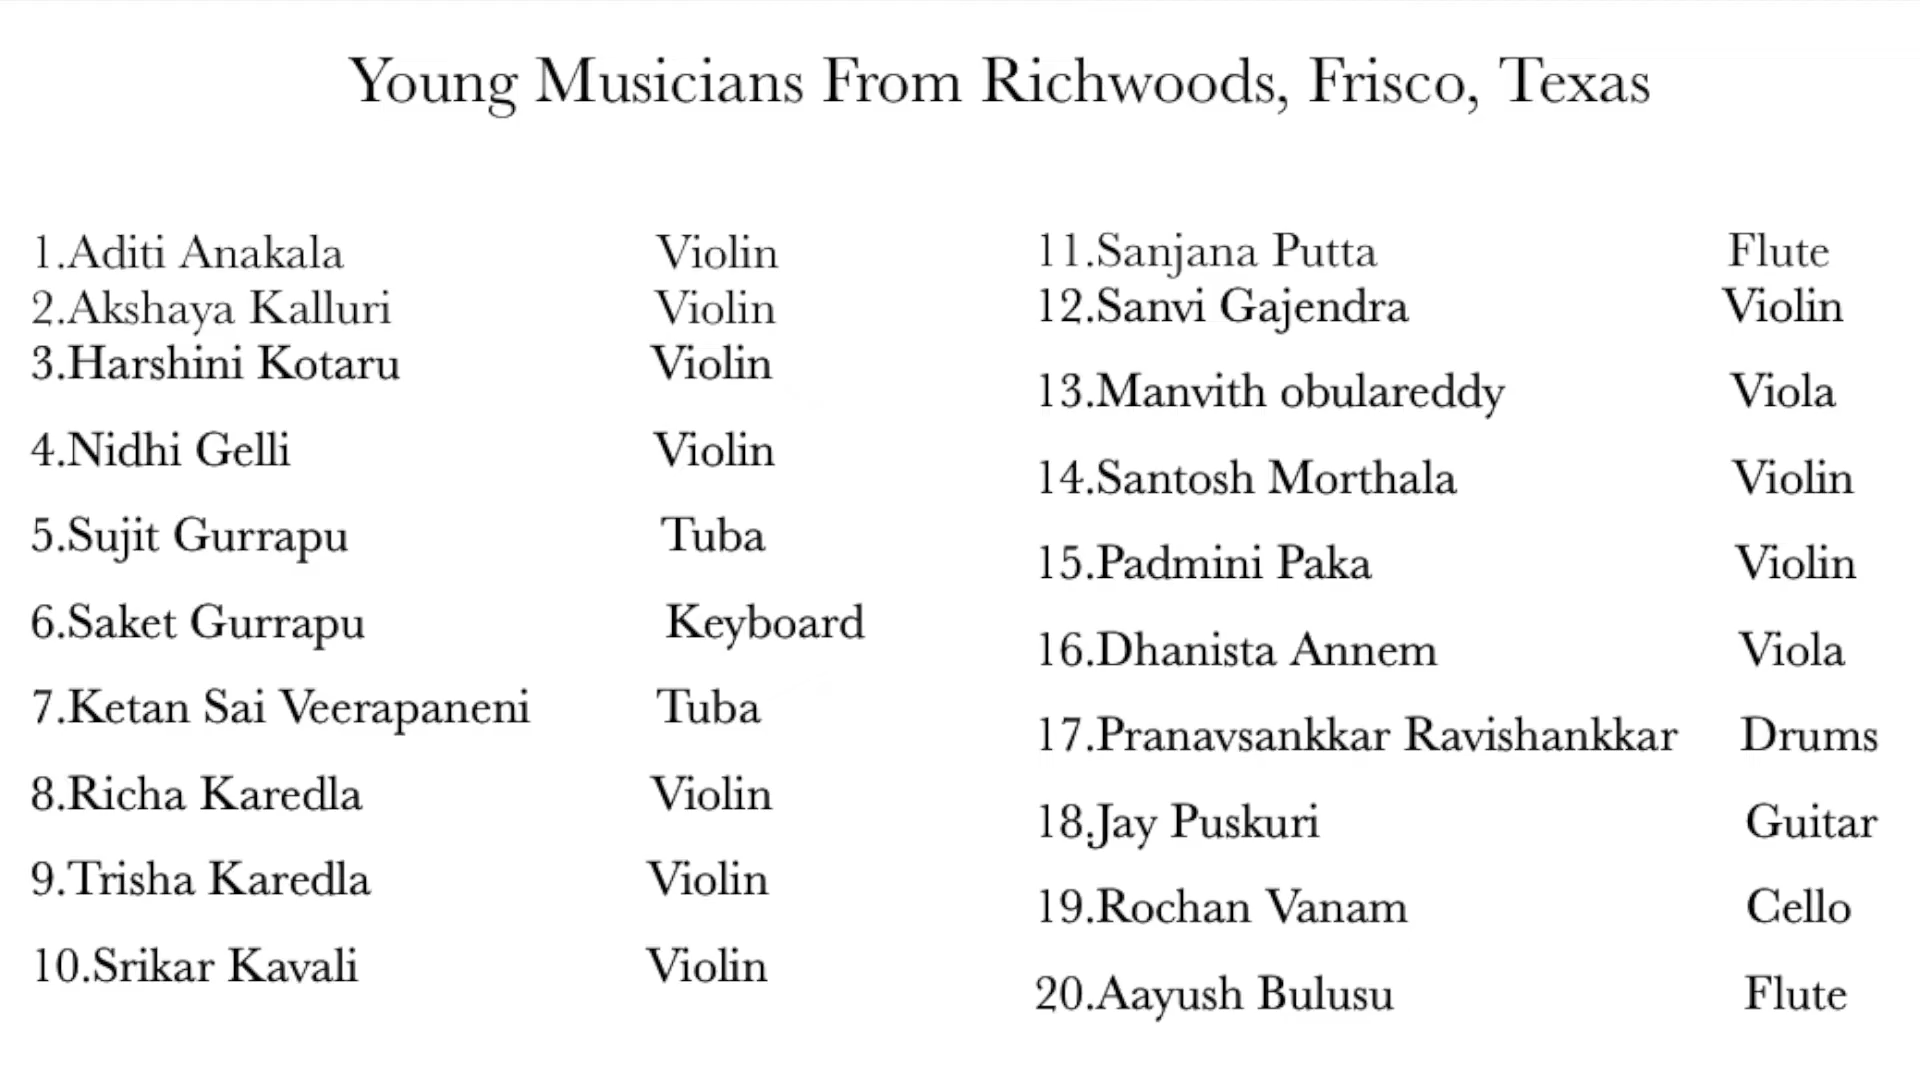 Young Musicians From Richwoods, Frisco, Texas
1.Aditi Anakala Violin
2.Akshaya Kalluri Violin
3.Harshini Kotaru Violin
4.Nidhi Gelli Violin
5.Sujit Gurrapu Tuba
6.Saket Gurrapu Keyboard
7.Ketan Sai Veerapaneni Tuba
8.Richa Karedla Violin
9.Trisha Karedla Violin
10.Srikar Kavali Violin
11.Sanjana Putta Flute
12.Sanvi Gajendra Violin
13.Manvith obulareddy Viola
14.Santosh Morthala Violin
15.Padmini Paka Violin
16.Dhanista Annem Viola
17.Pranavsankkar Ravishankkar Drums
18.Jay Puskuri Guitar
19.Rochan Vanam Cello
20.Aayush Bulusu Flute